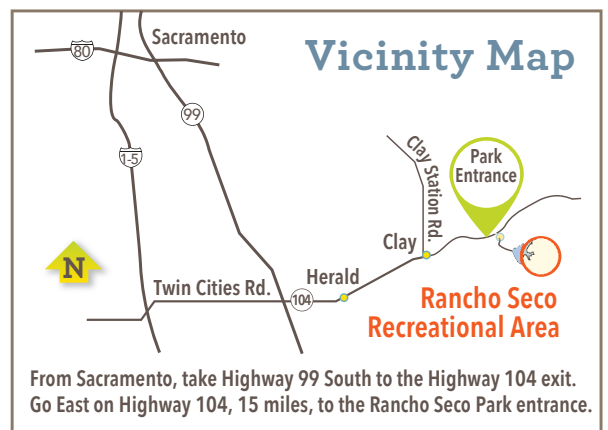 Vicinity Map
Sacramento
80
99
1-5
Clay Station Rd.
Park
Entrance
Clay
N
Herald
Twin Cities Rd.
104
Rancho Seco
Recreational Area
From Sacramento, take Highway 99 South to the Highway 104 exit.
Go East on Highway 104, 15 miles, to the Rancho Seco Park entrance.